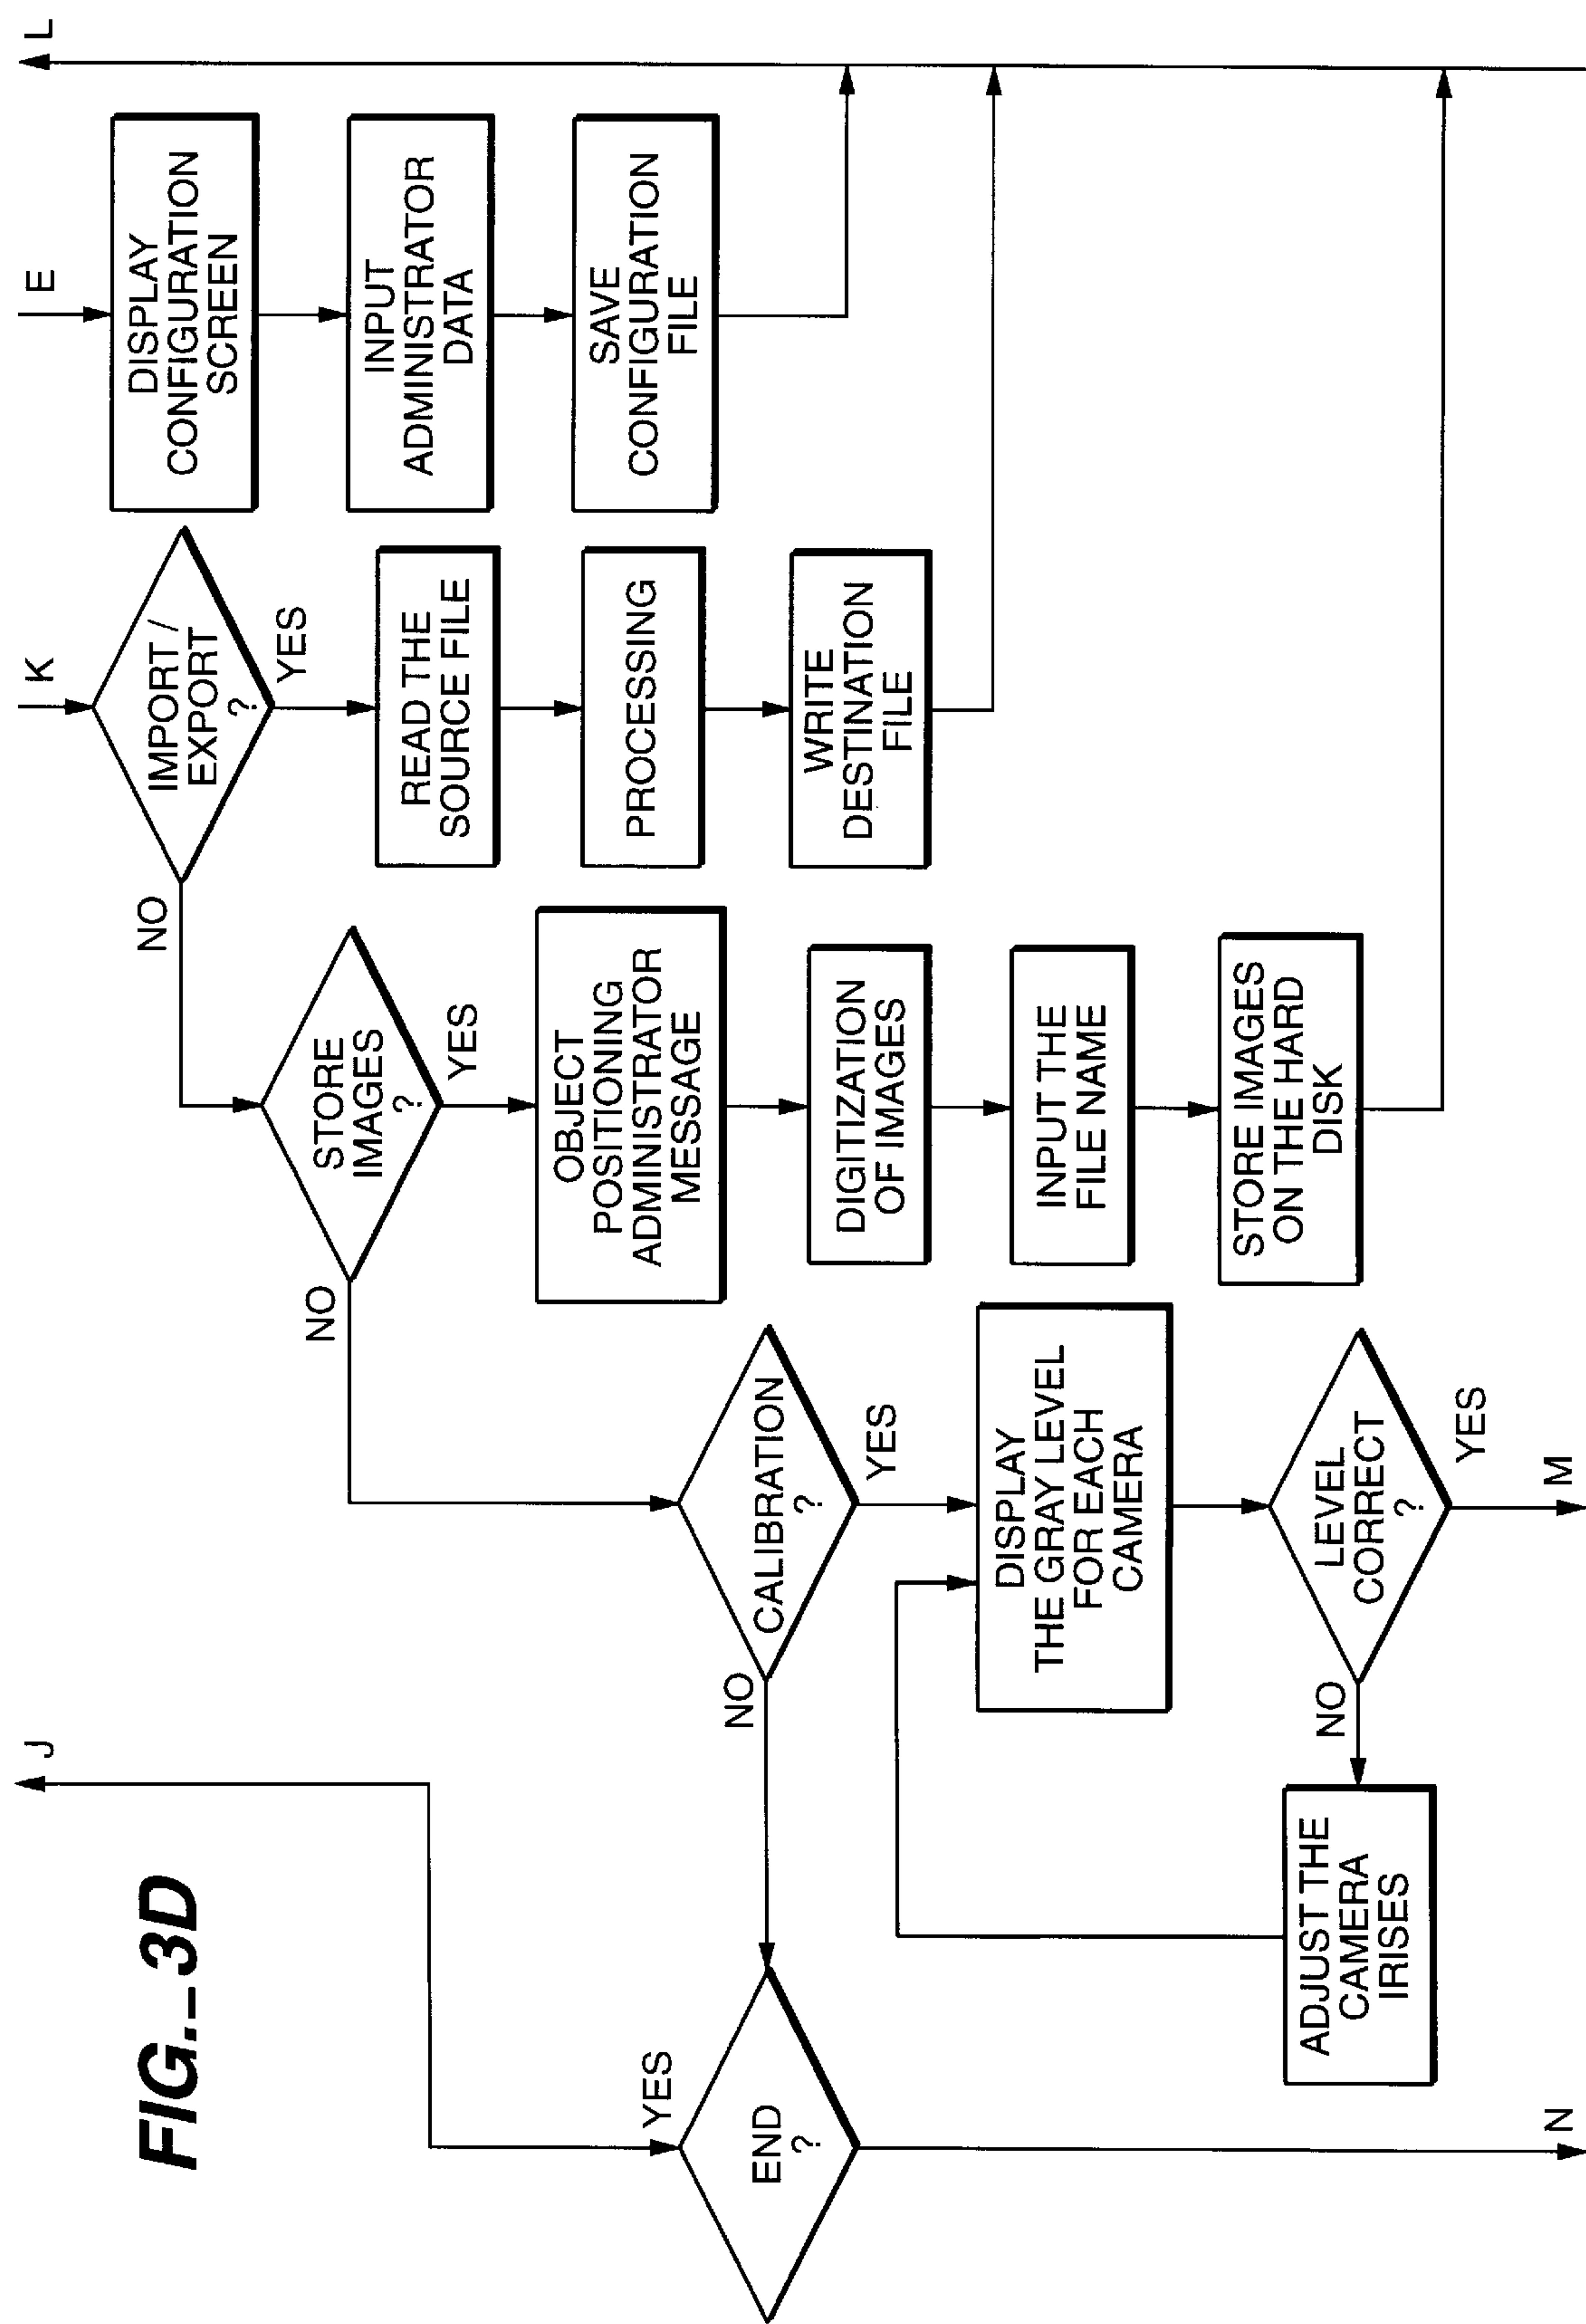 FIG._3D
J
K
E
L
IMPORT /
EXPORT
?
NO
YES
DISPLAY
CONFIGURATION
SCREEN
INPUT
ADMINISTRATOR
DATA
SAVE
CONFIGURATION
FILE
READ THE
SOURCE FILE
PROCESSING
WRITE
DESTINATION
FILE
STORE
IMAGES
?
NO
YES
OBJECT
POSITIONING
ADMINISTRATOR
MESSAGE
DIGITIZATION
OF IMAGES
INPUT THE
FILE NAME
STORE IMAGES
ON THE HARD
DISK
CALIBRATION
?
NO
YES
DISPLAY
THE GRAY LEVEL
FOR EACH
CAMERA
LEVEL
CORRECT
?
NO
YES
ADJUST THE
CAMERA
IRISES
YES
END
?
N
M